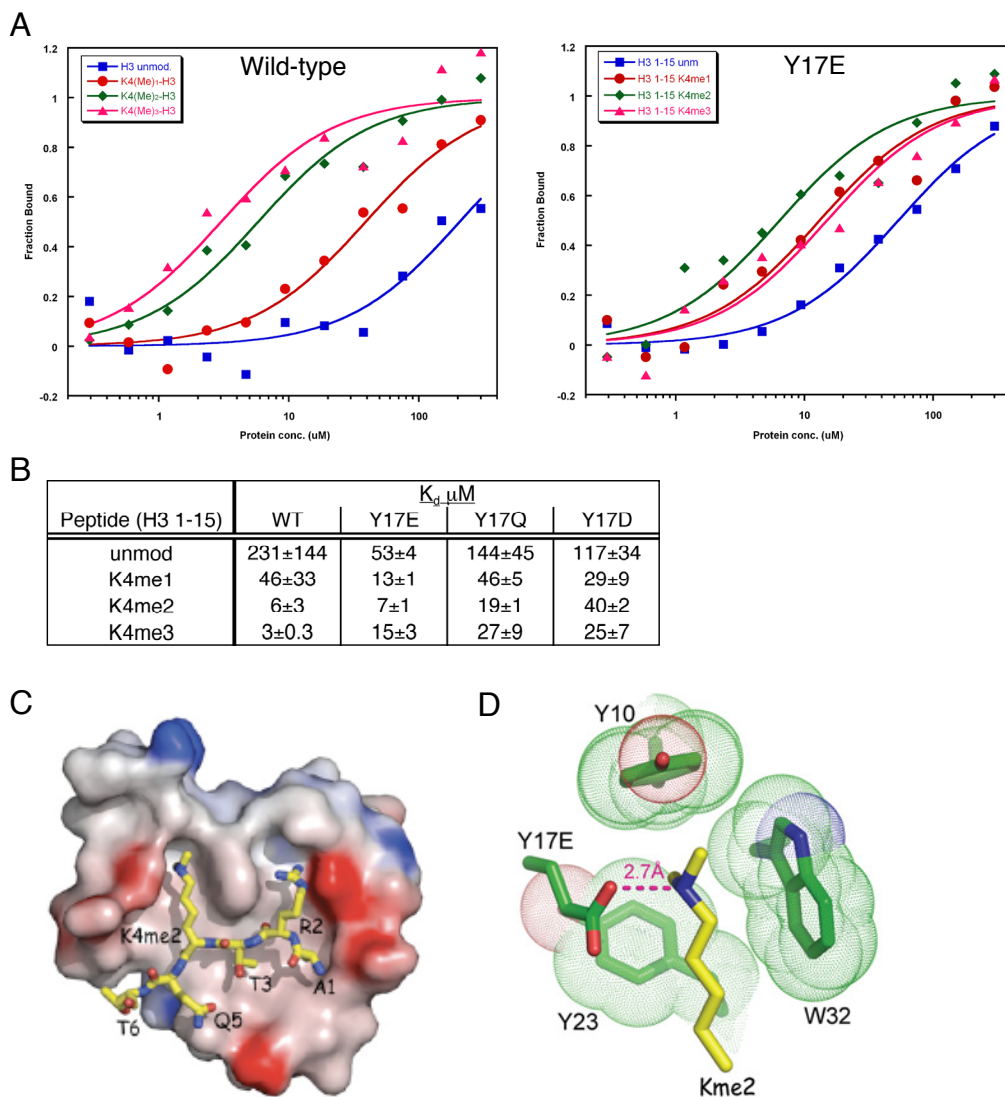 A
Wild-type
H3 unmod.
K4(Me)₁-H3
K4(Me)₂-H3
K4(Me)₃-H3
Fraction Bound
1.2
1
0.8
0.6
0.4
0.2
0
-0.2
1
10
100
Protein conc. (uM)
Y17E
H3 1-15 unm
H3 1-15 K4me1
H3 1-15 K4me2
H3 1-15 K4me3
Fraction Bound
1.2
1
0.8
0.6
0.4
0.2
0
-0.2
1
10
100
Protein conc. (uM)
B
Kd μM
Peptide (H3 1-15) WT Y17E Y17Q Y17D
unmod 231±144 53±4 144±45 117±34
K4me1 46±33 13±1 46±5 29±9
K4me2 6±3 7±1 19±1 40±2
K4me3 3±0.3 15±3 27±9 25±7
C
K4me2
R2
T3
A1
Q5
T6
D
Y10
Y17E
2.7Å
Y23
W32
Kme2